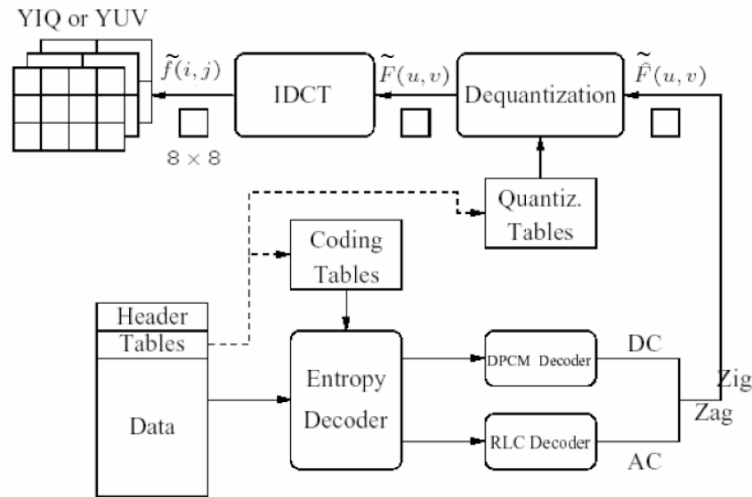 YIQ or YUV
f̃(i, j)
IDCT
F̃(u, v)
Dequantization
F̃̂(u, v)
8 × 8
Quantiz.
Tables
Coding
Tables
Header
Tables
Data
Entropy
Decoder
DPCM Decoder
DC
Zig
Zag
RLC Decoder
AC